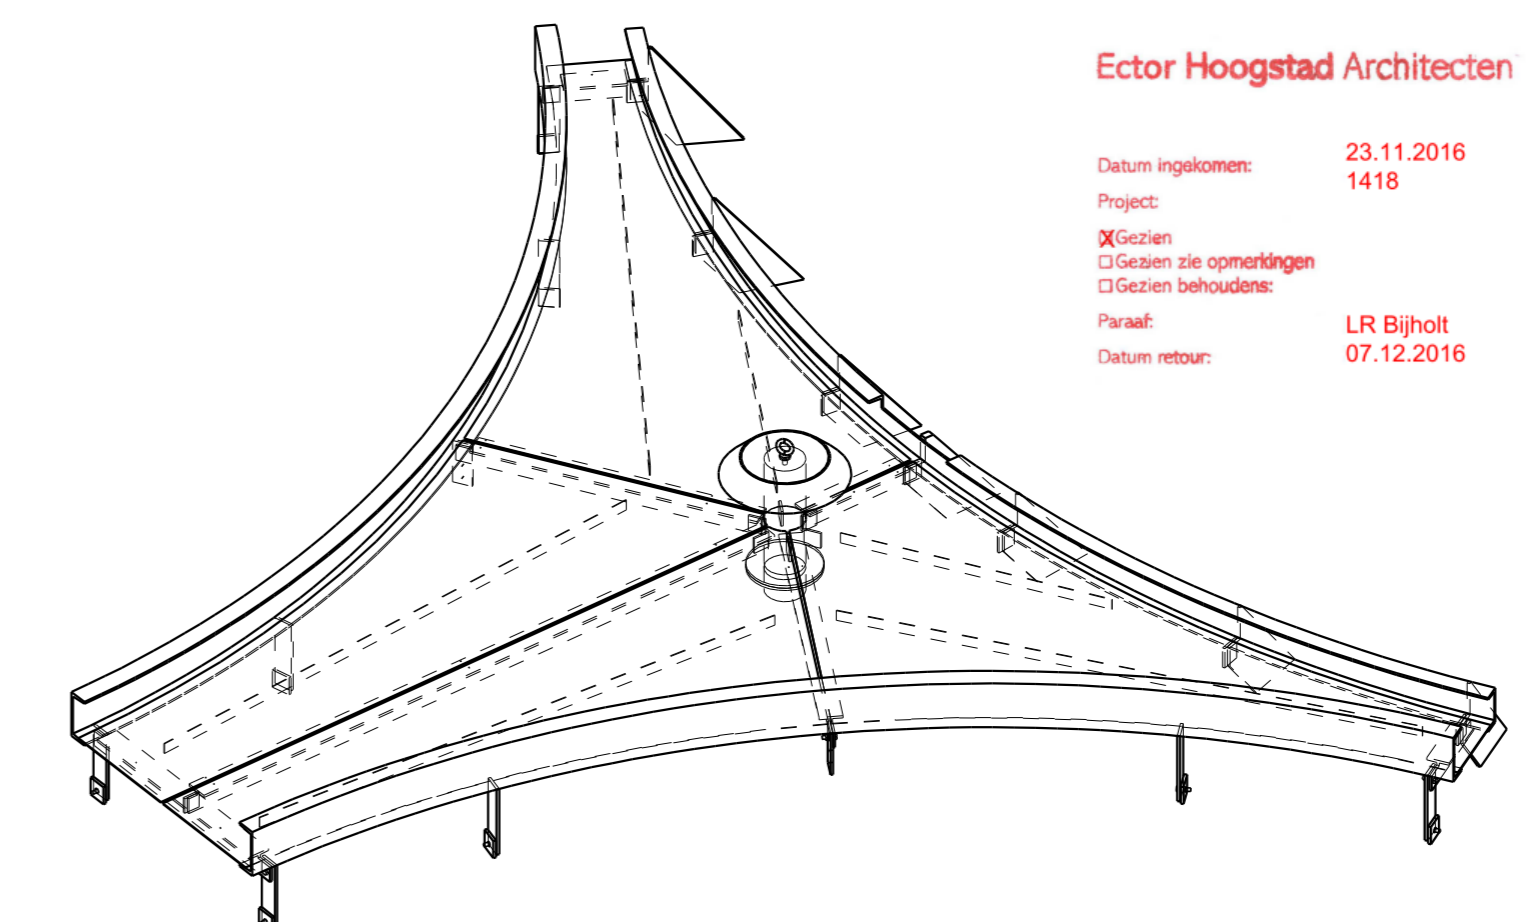 Ector Hoogstad Architecten
Datum ingekomen: 23.11.2016
1418
Project:
X Gezien
Gezien zie opmerkingen
Gezien behoudens:
Paraaf: LR Bijholt
Datum retour: 07.12.2016